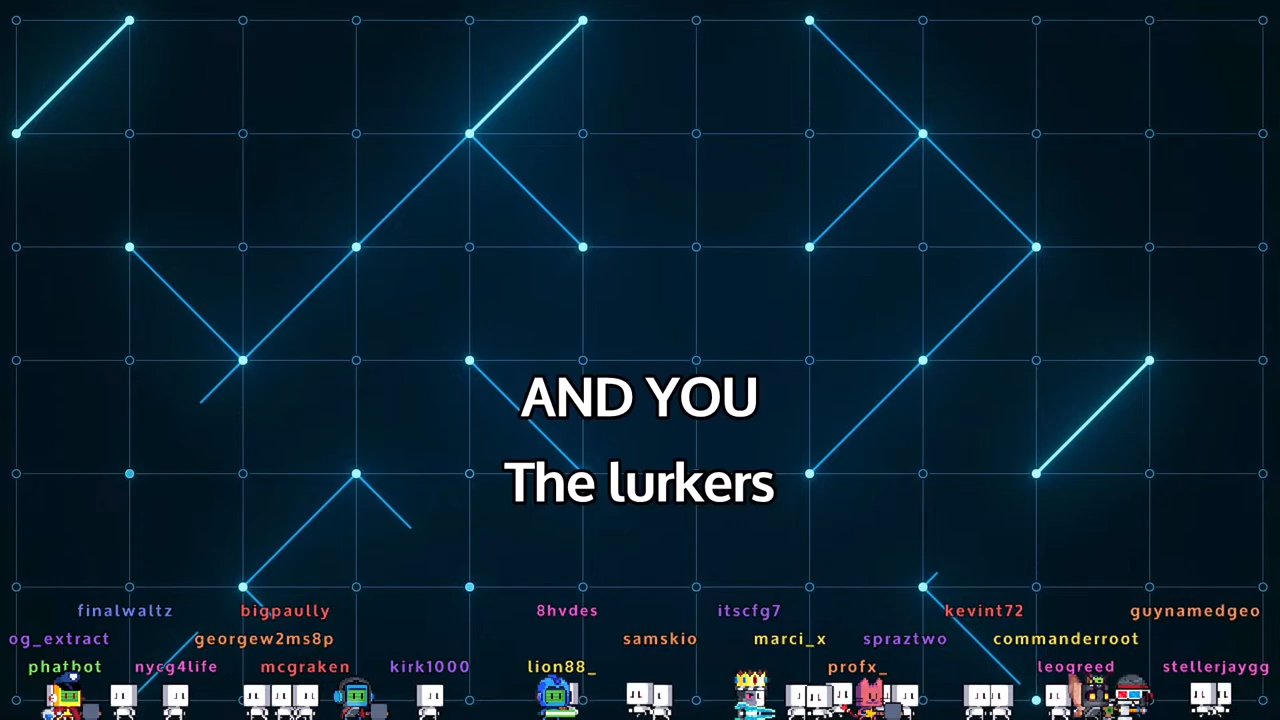 AND YOU
The lurkers
finalwaltz bigpaully 8hvdes itscfg7 kevint72 guynamedgeo
og_extract georgew2ms8p samskio marci_x spraztwo commanderroot
phatbot nycg4life mcgraken kirk1000 lion88_ profx_ leogreed stellerjaygg